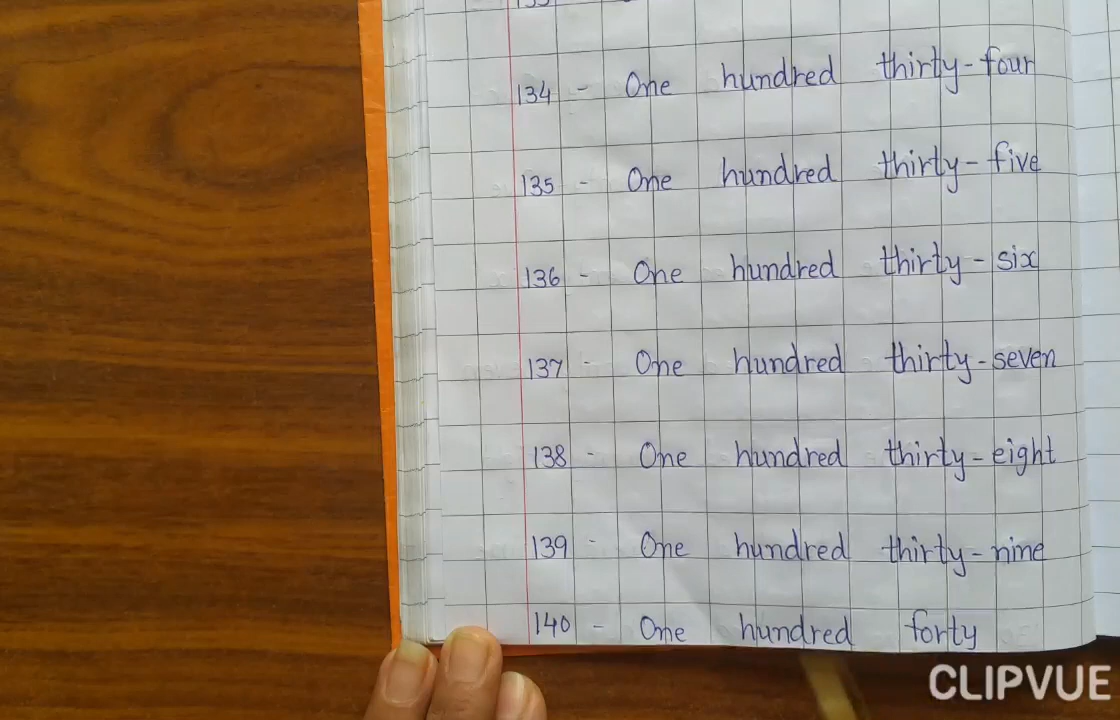 134 - One hundred thirty-four
135 - One hundred thirty-five
136 - One hundred thirty-six
137 - One hundred thirty-seven
138 - One hundred thirty-eight
139 - One hundred thirty-nine
140 - One hundred forty
CLIPVUE